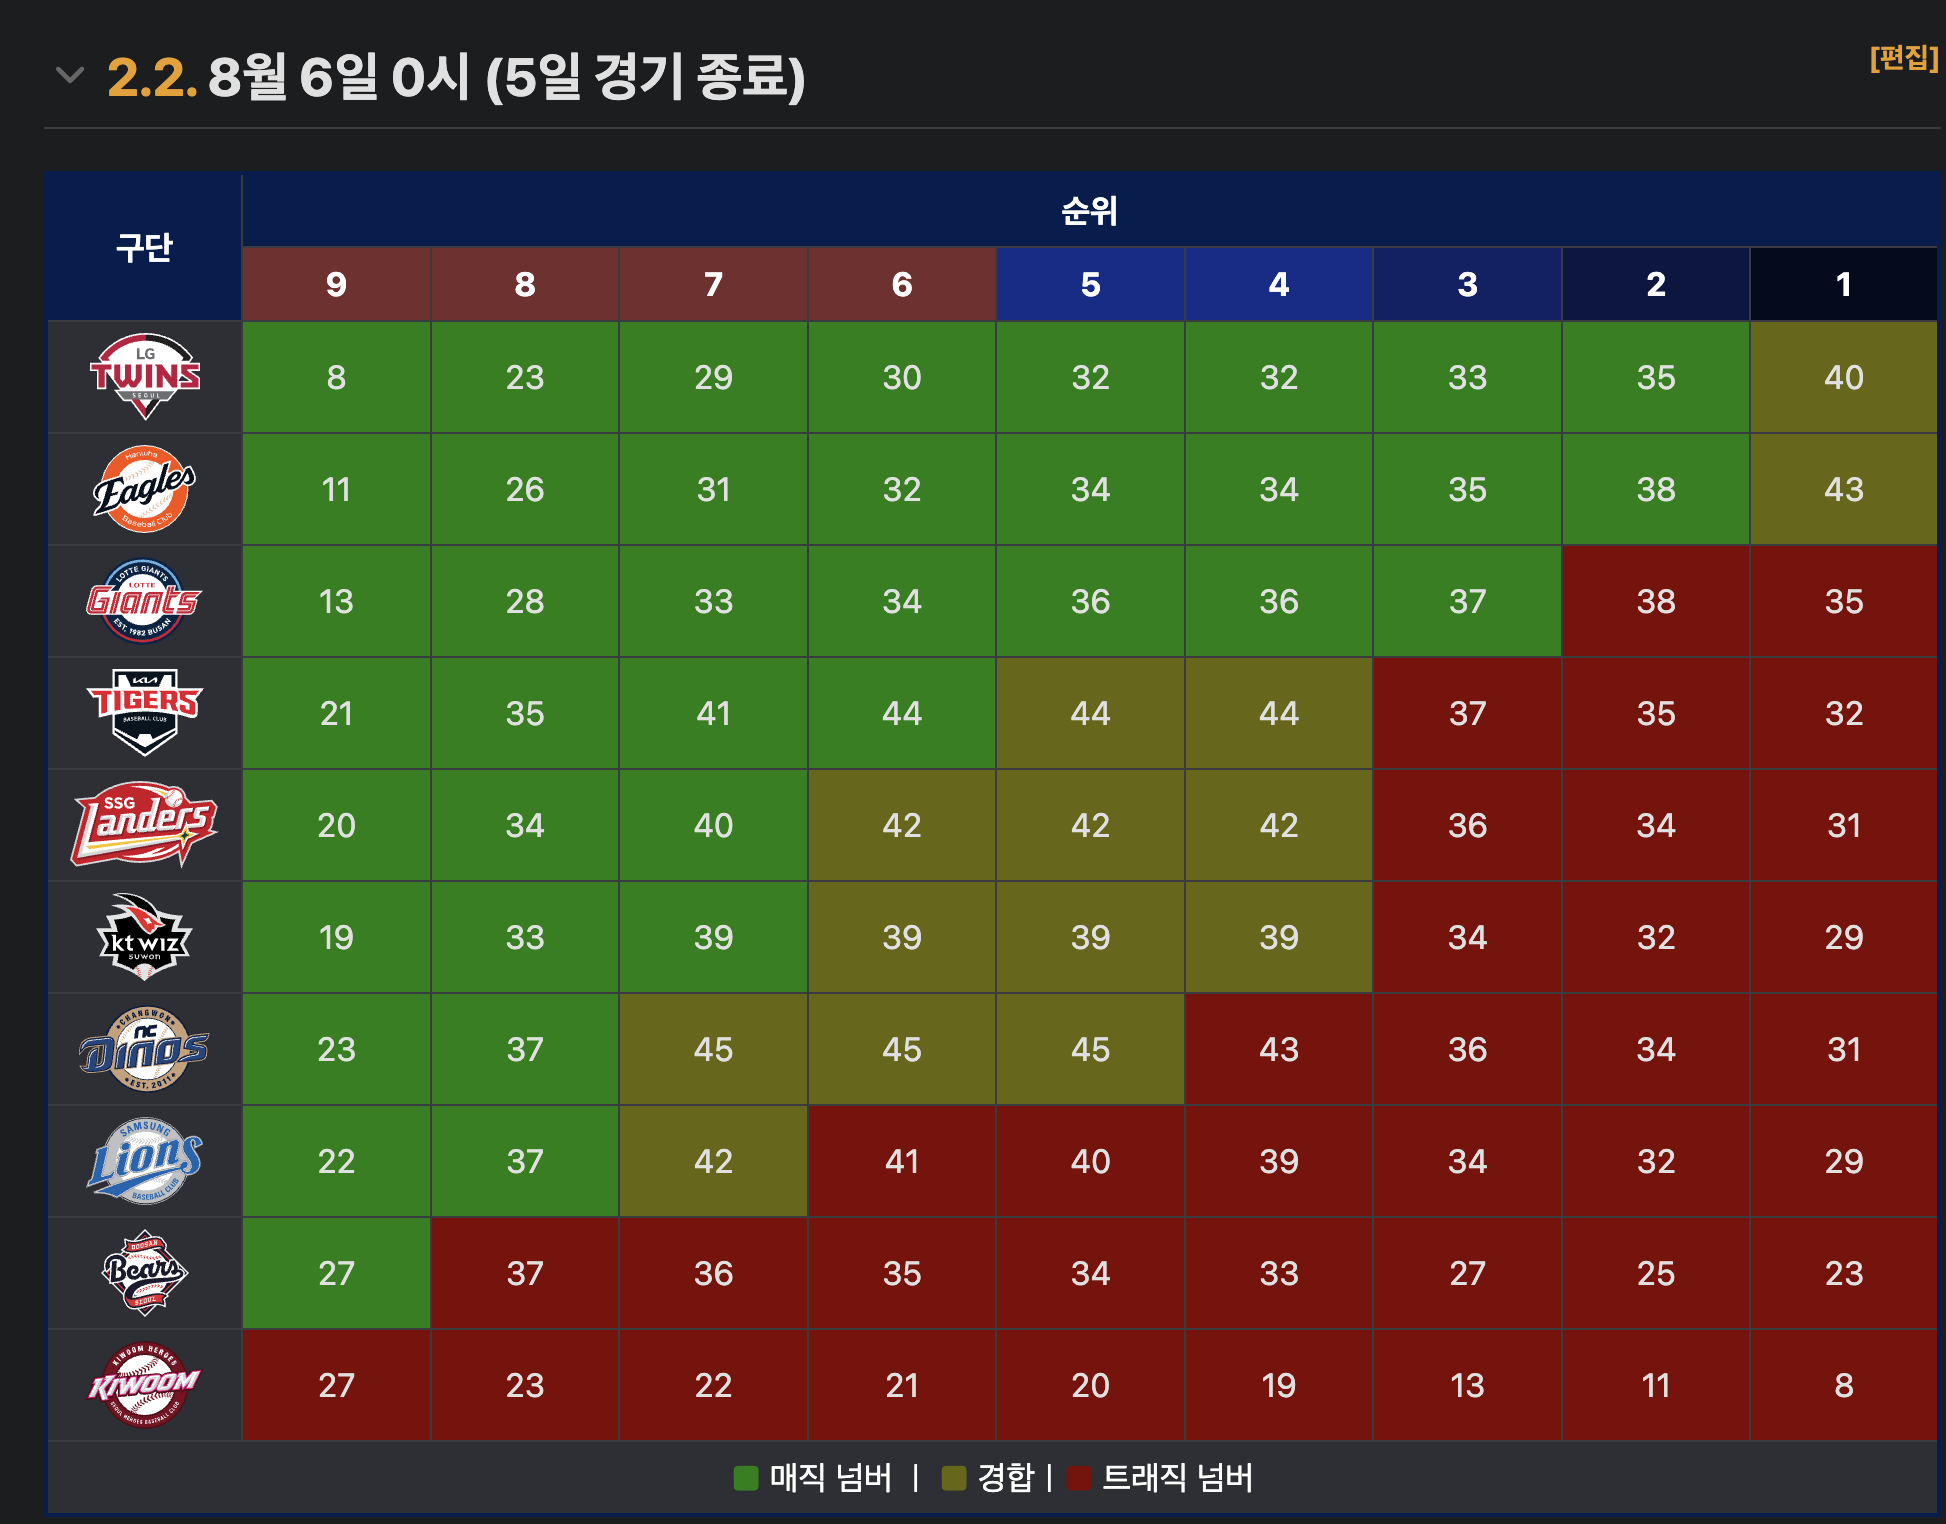 2.2. 8월 6일 0시 (5일 경기 종료)
[편집]
구단
순위
9 8 7 6 5 4 3 2 1
LG
TWINS
SEOUL
8 23 29 30 32 32 33 35 40
Hanwha
Eagles
Baseball Club
11 26 31 32 34 34 35 38 43
LOTTE GIANTS
LOTTE
Giants
EST. 1982 BUSAN
13 28 33 34 36 36 37 38 35
KIA
TIGERS
BASEBALL CLUB
21 35 41 44 44 44 37 35 32
SSG
Landers
20 34 40 42 42 42 36 34 31
kt wiz
suwon
19 33 39 39 39 39 34 32 29
CHANGWON
NC
DINOS
EST. 2011
23 37 45 45 45 43 36 34 31
SAMSUNG
Lions
BASEBALL CLUB
22 37 42 41 40 39 34 32 29
DOOSAN
Bears
SEOUL
27 37 36 35 34 33 27 25 23
KIWOOM HEROES
KIWOOM
SEOUL HEROES BASEBALL CLUB
27 23 22 21 20 19 13 11 8
매직 넘버 | 경합 | 트래직 넘버